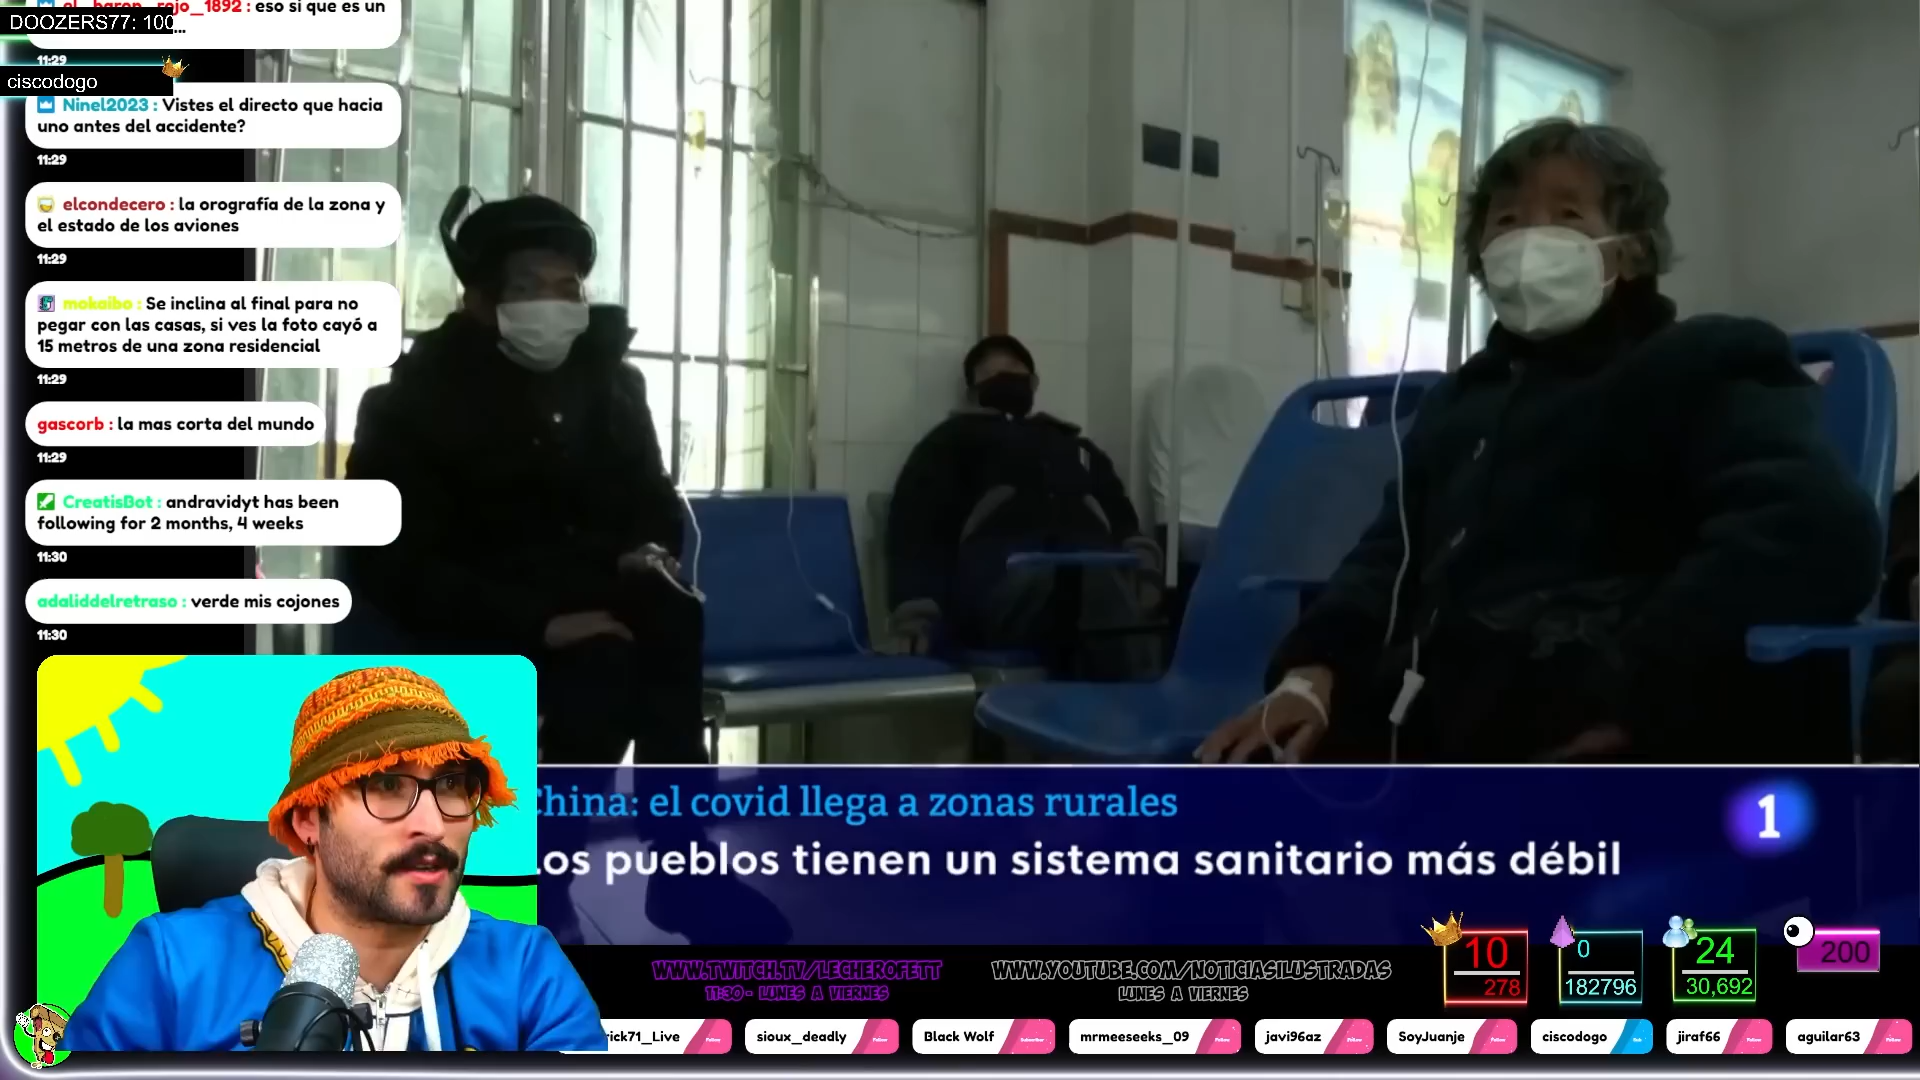 el_baron_rojo_1892 : eso si que es un
DOOZERS77: 100
...
11:29
ciscodogo
Ninel2023 : Vistes el directo que hacia
uno antes del accidente?
11:29
elcondecero : la orografía de la zona y
el estado de los aviones
11:29
mokaibo : Se inclina al final para no
pegar con las casas, si ves la foto cayó a
15 metros de una zona residencial
11:29
gascorb : la mas corta del mundo
11:29
CreatisBot : andravidyt has been
following for 2 months, 4 weeks
11:30
adaliddelretraso : verde mis cojones
11:30
China: el covid llega a zonas rurales
Los pueblos tienen un sistema sanitario más débil
1
10
278
0
182796
24
30,692
200
WWW.TWITCH.TV/LECHEROFETT
11:30 - LUNES A VIERNES
WWW.YOUTUBE.COM/NOTICIASILUSTRADAS
LUNES A VIERNES
rick71_Live
sioux_deadly
Black Wolf
mrmeeseeks_09
javi96az
SoyJuanje
ciscodogo
jiraf66
aguilar63